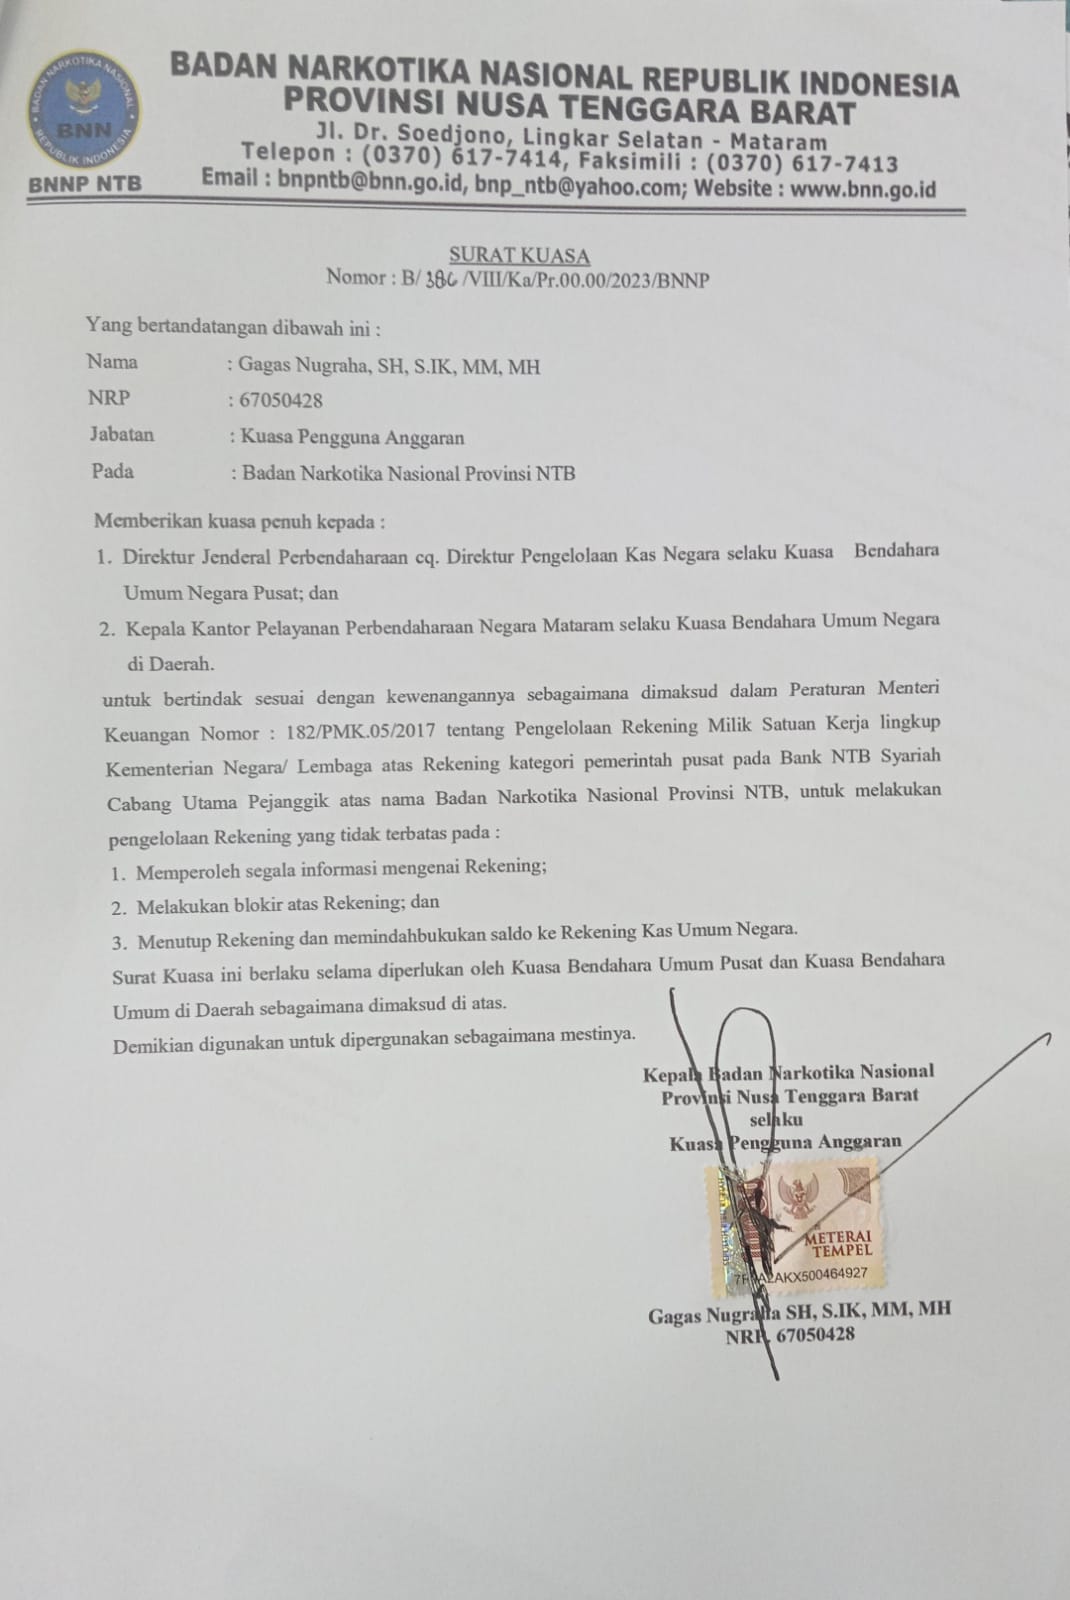 BADAN NARKOTIKA NASIONAL
REPUBLIK INDONESIA
BNN
BNNP NTB
BADAN NARKOTIKA NASIONAL REPUBLIK INDONESIA
PROVINSI NUSA TENGGARA BARAT
Jl. Dr. Soedjono, Lingkar Selatan - Mataram
Telepon : (0370) 617-7414, Faksimili : (0370) 617-7413
Email : bnpntb@bnn.go.id, bnp_ntb@yahoo.com; Website : www.bnn.go.id
SURAT KUASA
Nomor : B/ 386 /VIII/Ka/Pr.00.00/2023/BNNP
Yang bertandatangan dibawah ini :
Nama : Gagas Nugraha, SH, S.IK, MM, MH
NRP : 67050428
Jabatan : Kuasa Pengguna Anggaran
Pada : Badan Narkotika Nasional Provinsi NTB
Memberikan kuasa penuh kepada :
1. Direktur Jenderal Perbendaharaan cq. Direktur Pengelolaan Kas Negara selaku Kuasa Bendahara
Umum Negara Pusat; dan
2. Kepala Kantor Pelayanan Perbendaharaan Negara Mataram selaku Kuasa Bendahara Umum Negara
di Daerah.
untuk bertindak sesuai dengan kewenangannya sebagaimana dimaksud dalam Peraturan Menteri
Keuangan Nomor : 182/PMK.05/2017 tentang Pengelolaan Rekening Milik Satuan Kerja lingkup
Kementerian Negara/ Lembaga atas Rekening kategori pemerintah pusat pada Bank NTB Syariah
Cabang Utama Pejanggik atas nama Badan Narkotika Nasional Provinsi NTB, untuk melakukan
pengelolaan Rekening yang tidak terbatas pada :
1. Memperoleh segala informasi mengenai Rekening;
2. Melakukan blokir atas Rekening; dan
3. Menutup Rekening dan memindahbukukan saldo ke Rekening Kas Umum Negara.
Surat Kuasa ini berlaku selama diperlukan oleh Kuasa Bendahara Umum Pusat dan Kuasa Bendahara
Umum di Daerah sebagaimana dimaksud di atas.
Demikian digunakan untuk dipergunakan sebagaimana mestinya.
Kepala Badan Narkotika Nasional
Provinsi Nusa Tenggara Barat
selaku
Kuasa Pengguna Anggaran
METERAI
TEMPEL
Gagas Nugraha SH, S.IK, MM, MH
NRP. 67050428